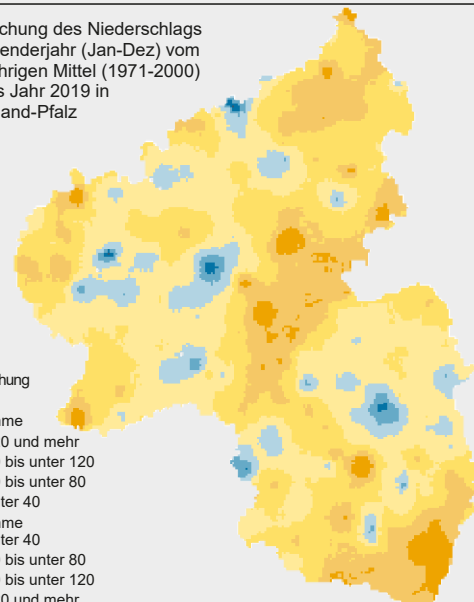 chung des Niederschlags
enderjahr (Jan-Dez) vom
hrigen Mittel (1971-2000)
s Jahr 2019 in
and-Pfalz
hung
me
0 und mehr
bis unter 120
bis unter 80
ter 40
me
ter 40
bis unter 80
bis unter 120
0 und mehr